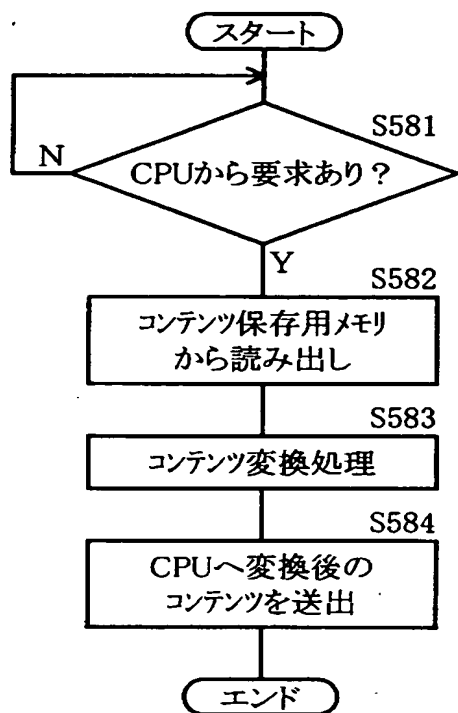 スタート
S581
N
CPUから要求あり？
Y
S582
コンテンツ保存用メモリ
から読み出し
S583
コンテンツ変換処理
S584
CPUへ変換後の
コンテンツを送出
エンド